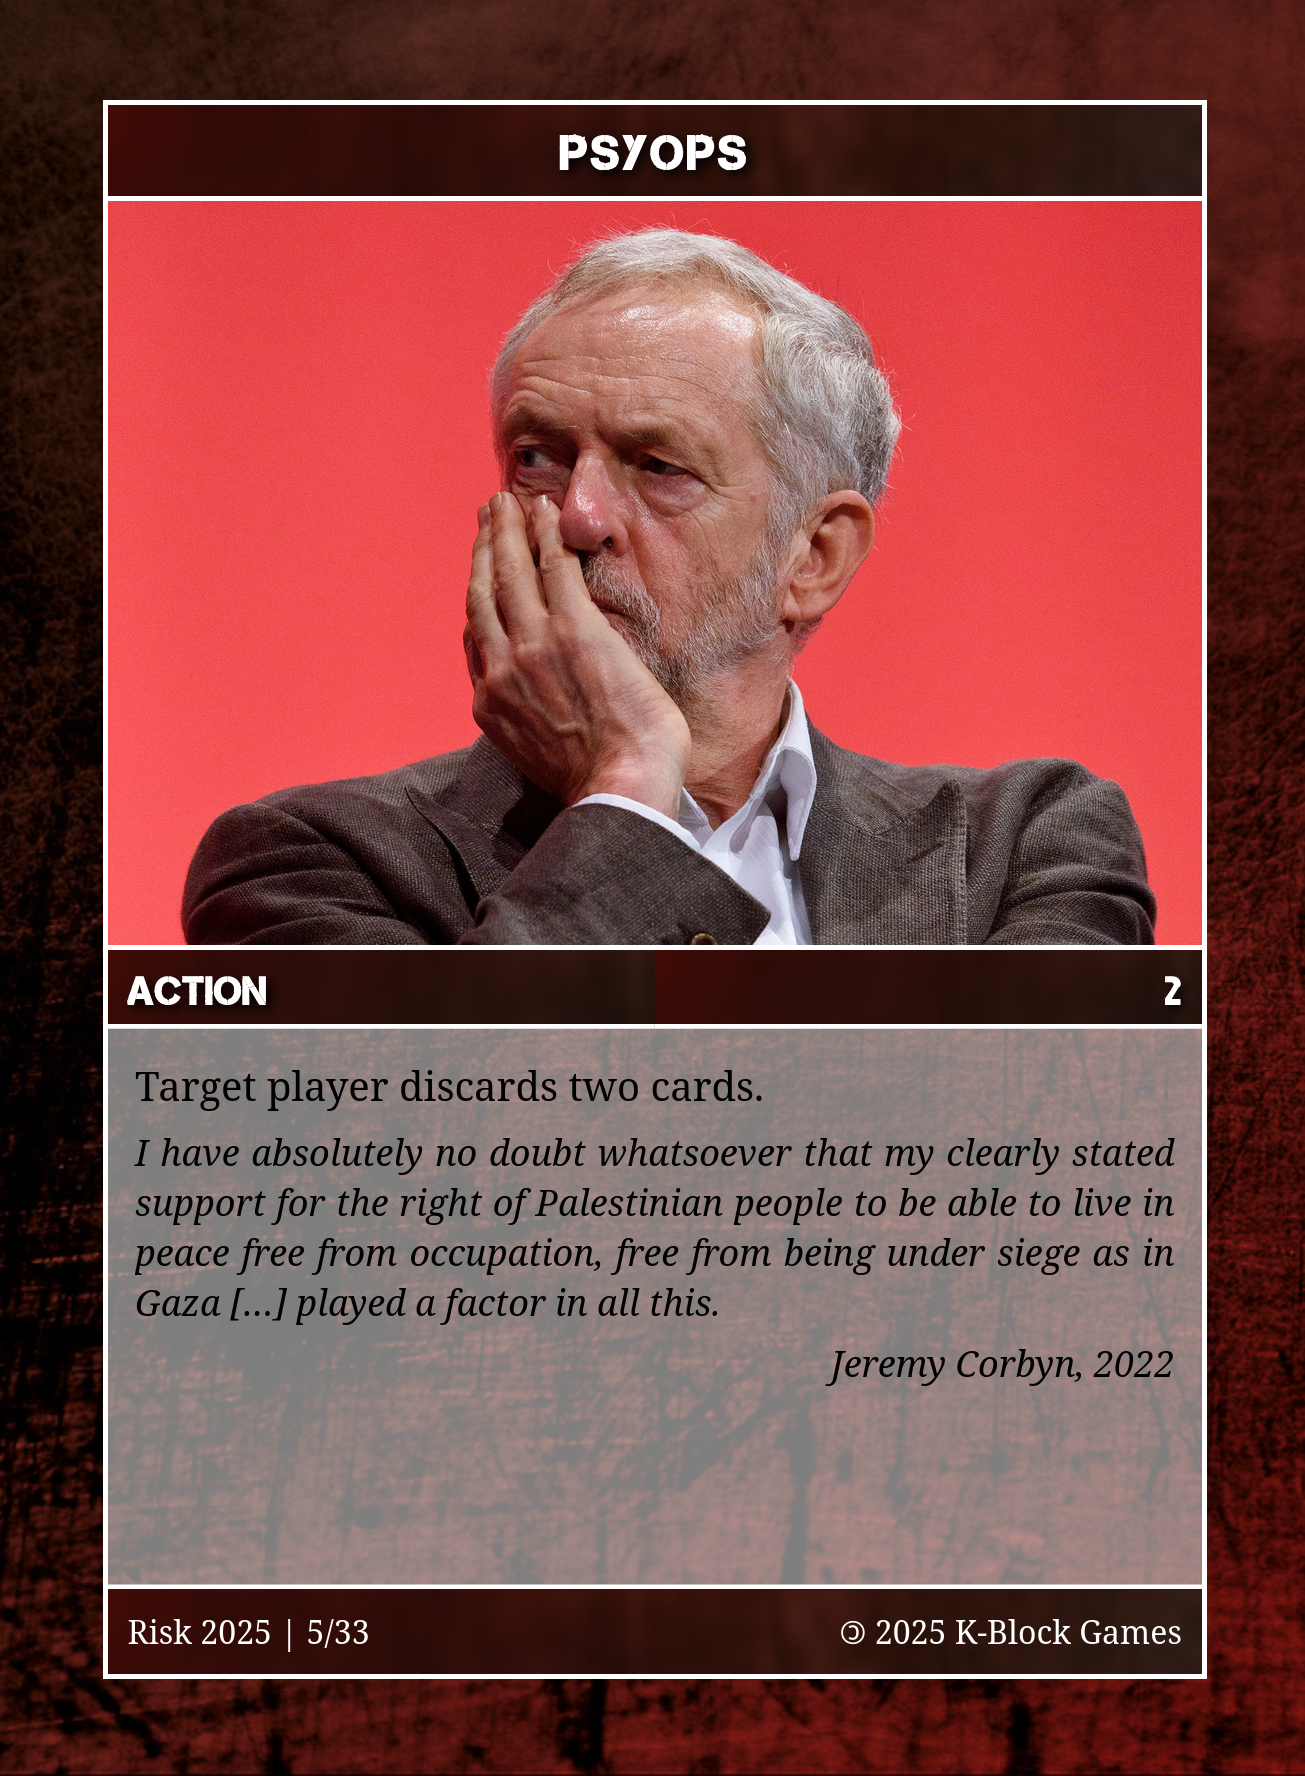 PSYOPS
ACTION
2
Target player discards two cards.
I have absolutely no doubt whatsoever that my clearly stated
support for the right of Palestinian people to be able to live in
peace free from occupation, free from being under siege as in
Gaza [...] played a factor in all this.
Jeremy Corbyn, 2022
Risk 2025 | 5/33
🄯 2025 K-Block Games